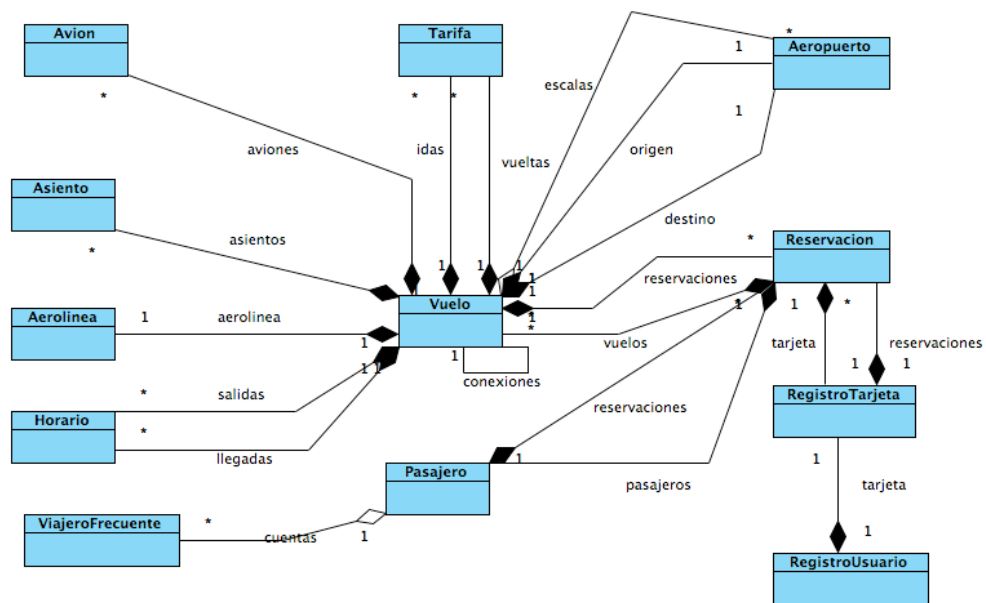 Avion
Tarifa
*
1
Aeropuerto
escalas
*
*
*
1
aviones
idas
vueltas
origen
Asiento
*
asientos
destino
*
Reservacion
1
1
1
1
1
reservaciones
Vuelo
1
*
1
*
Aerolinea
1
aerolinea
1
*
vuelos
1
*
1
1
tarjeta
reservaciones
1
1
1
conexiones
1
1
salidas
*
RegistroTarjeta
reservaciones
Horario
*
llegadas
Pasajero
1
1
pasajeros
tarjeta
ViajeroFrecuente
*
cuentas
1
1
RegistroUsuario